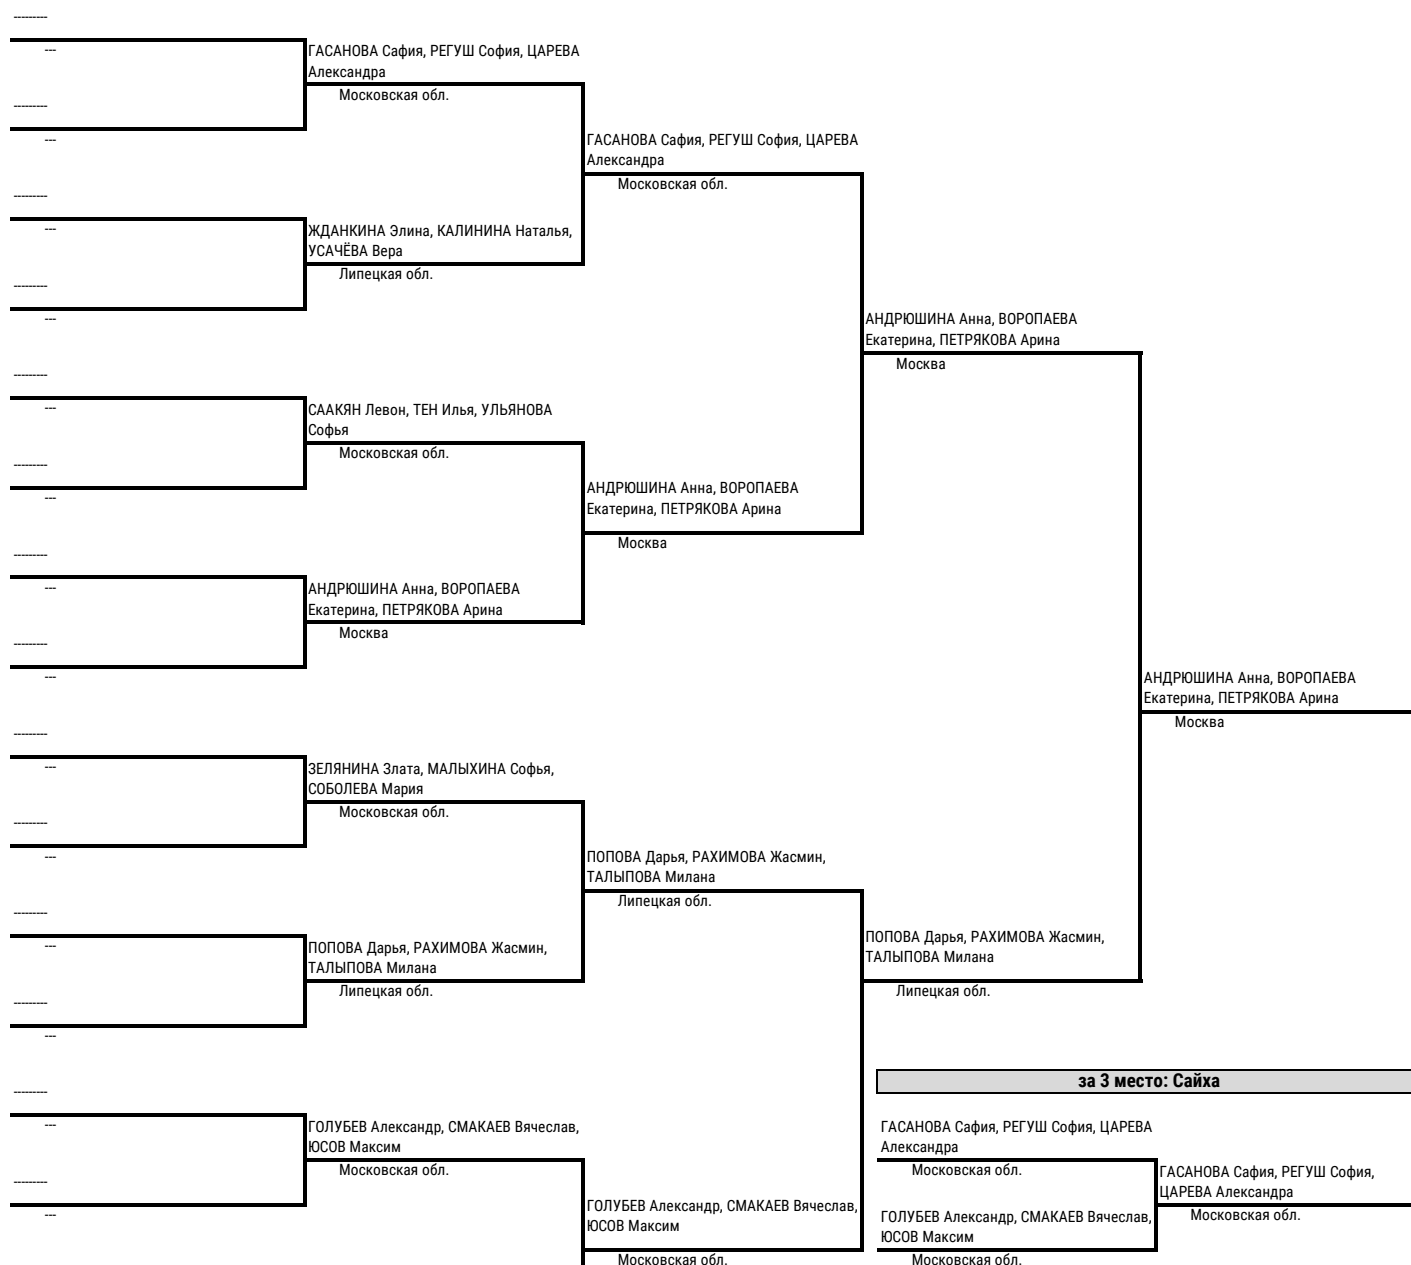 ---------
---
ГАСАНОВА Сафия, РЕГУШ София, ЦАРЕВА
Александра
Московская обл.
---------
---
ГАСАНОВА Сафия, РЕГУШ София, ЦАРЕВА
Александра
Московская обл.
---------
---
ЖДАНКИНА Элина, КАЛИНИНА Наталья,
УСАЧЁВА Вера
Липецкая обл.
---------
---
АНДРЮШИНА Анна, ВОРОПАЕВА
Екатерина, ПЕТРЯКОВА Арина
Москва
---------
---
СААКЯН Левон, ТЕН Илья, УЛЬЯНОВА
Софья
Московская обл.
---------
---
АНДРЮШИНА Анна, ВОРОПАЕВА
Екатерина, ПЕТРЯКОВА Арина
Москва
---------
---
АНДРЮШИНА Анна, ВОРОПАЕВА
Екатерина, ПЕТРЯКОВА Арина
Москва
---------
---
АНДРЮШИНА Анна, ВОРОПАЕВА
Екатерина, ПЕТРЯКОВА Арина
Москва
---------
---
ЗЕЛЯНИНА Злата, МАЛЫХИНА Софья,
СОБОЛЕВА Мария
Московская обл.
---------
---
ПОПОВА Дарья, РАХИМОВА Жасмин,
ТАЛЫПОВА Милана
Липецкая обл.
---------
---
ПОПОВА Дарья, РАХИМОВА Жасмин,
ТАЛЫПОВА Милана
Липецкая обл.
ПОПОВА Дарья, РАХИМОВА Жасмин,
ТАЛЫПОВА Милана
Липецкая обл.
---------
---
за 3 место: Сайха
---------
---
ГОЛУБЕВ Александр, СМАКАЕВ Вячеслав,
ЮСОВ Максим
Московская обл.
ГАСАНОВА Сафия, РЕГУШ София, ЦАРЕВА
Александра
Московская обл.
ГАСАНОВА Сафия, РЕГУШ София,
ЦАРЕВА Александра
Московская обл.
---------
---
ГОЛУБЕВ Александр, СМАКАЕВ Вячеслав,
ЮСОВ Максим
Московская обл.
ГОЛУБЕВ Александр, СМАКАЕВ Вячеслав,
ЮСОВ Максим
Московская обл.